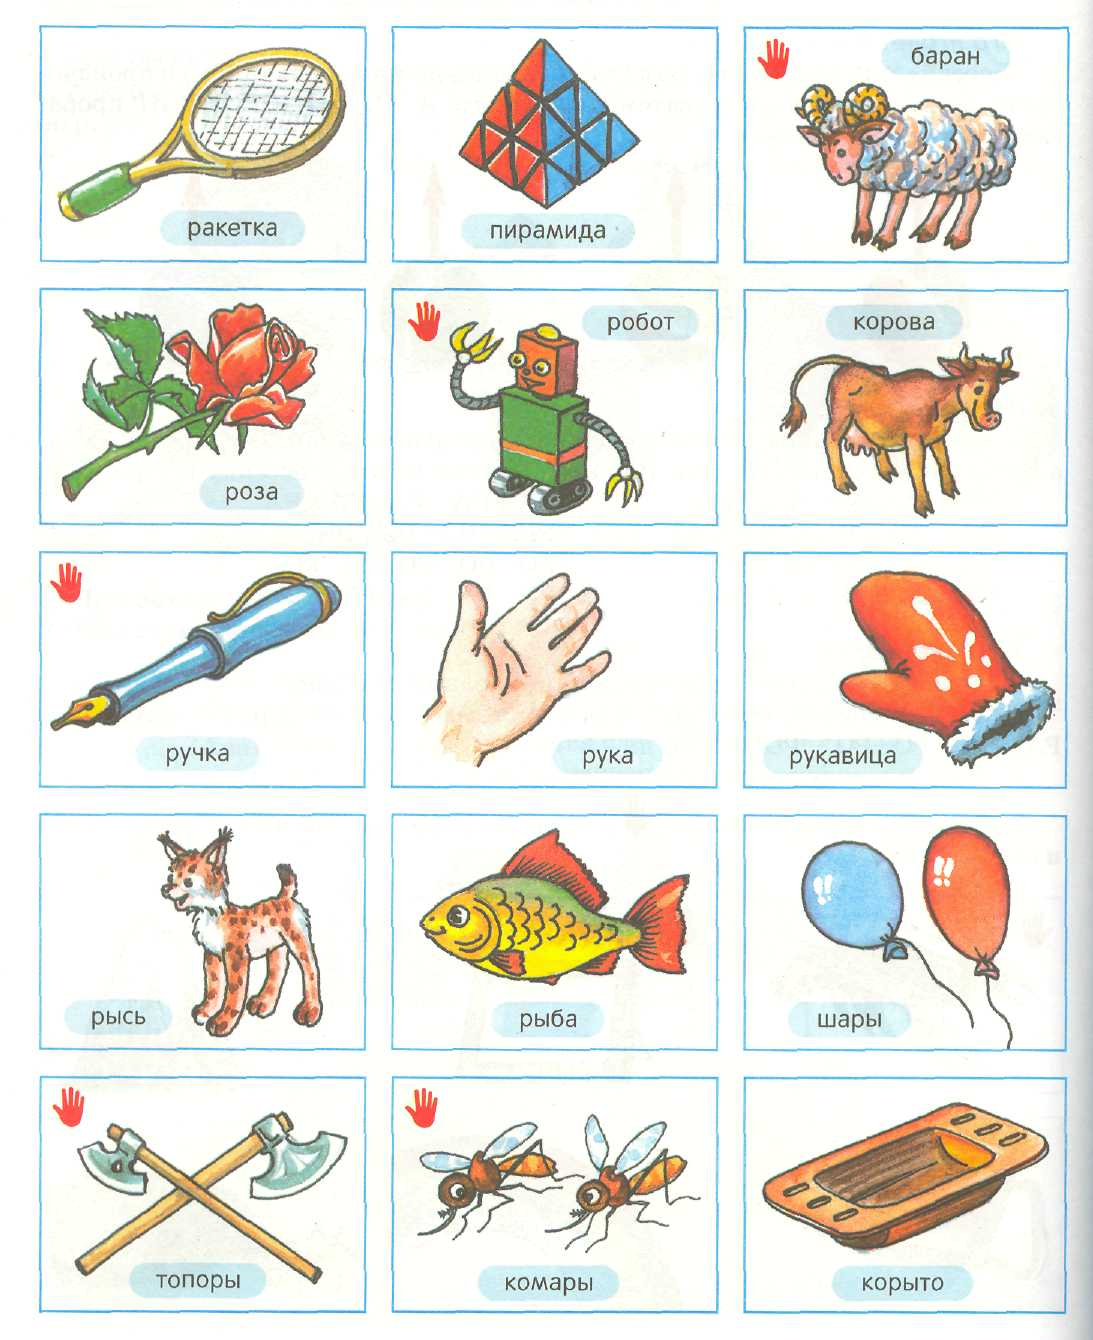 ракетка
пирамида
баран
роза
робот
корова
ручка
рука
рукавица
рысь
рыба
шары
топоры
комары
корыто